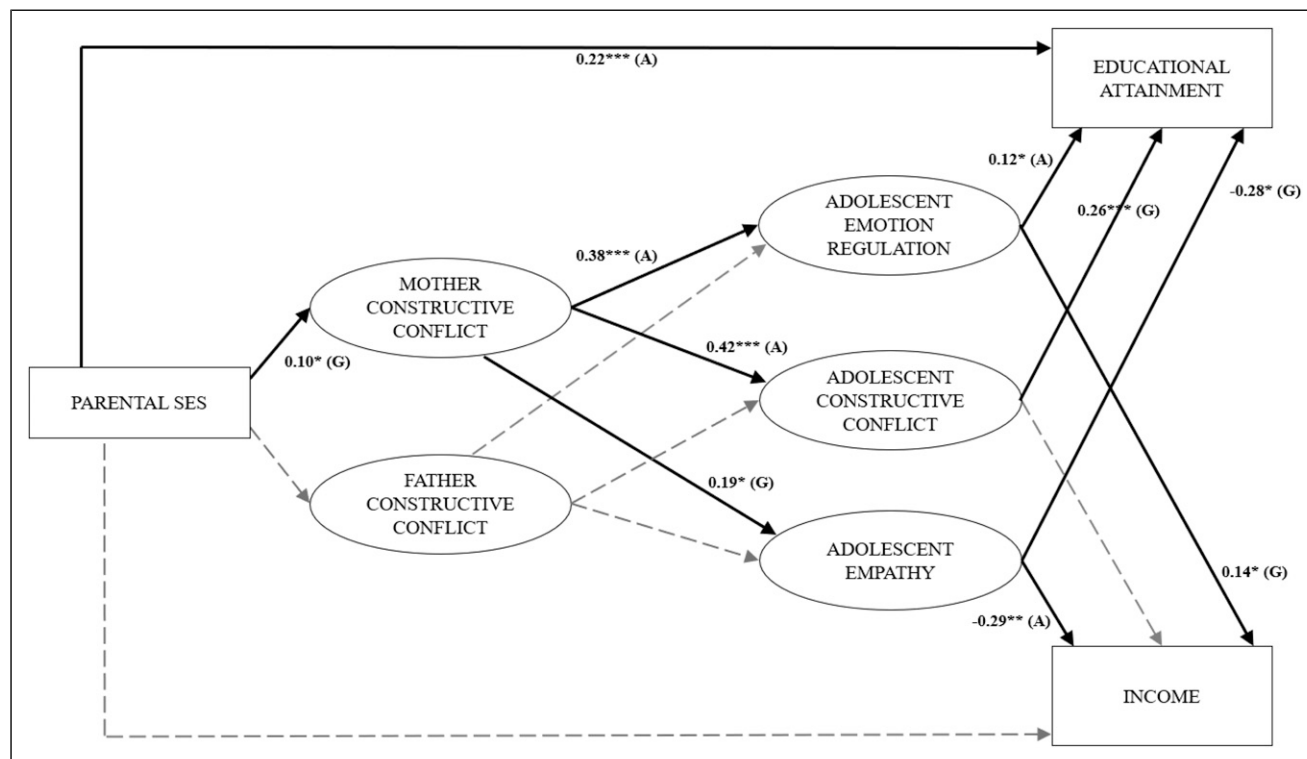 0.22*** (A)
EDUCATIONAL
ATTAINMENT
0.12* (A)
-0.28* (G)
ADOLESCENT
EMOTION
REGULATION
0.26*** (G)
0.38*** (A)
MOTHER
CONSTRUCTIVE
CONFLICT
0.10* (G)
0.42*** (A)
PARENTAL SES
ADOLESCENT
CONSTRUCTIVE
CONFLICT
FATHER
CONSTRUCTIVE
CONFLICT
0.19* (G)
ADOLESCENT
EMPATHY
0.14* (G)
-0.29** (A)
INCOME